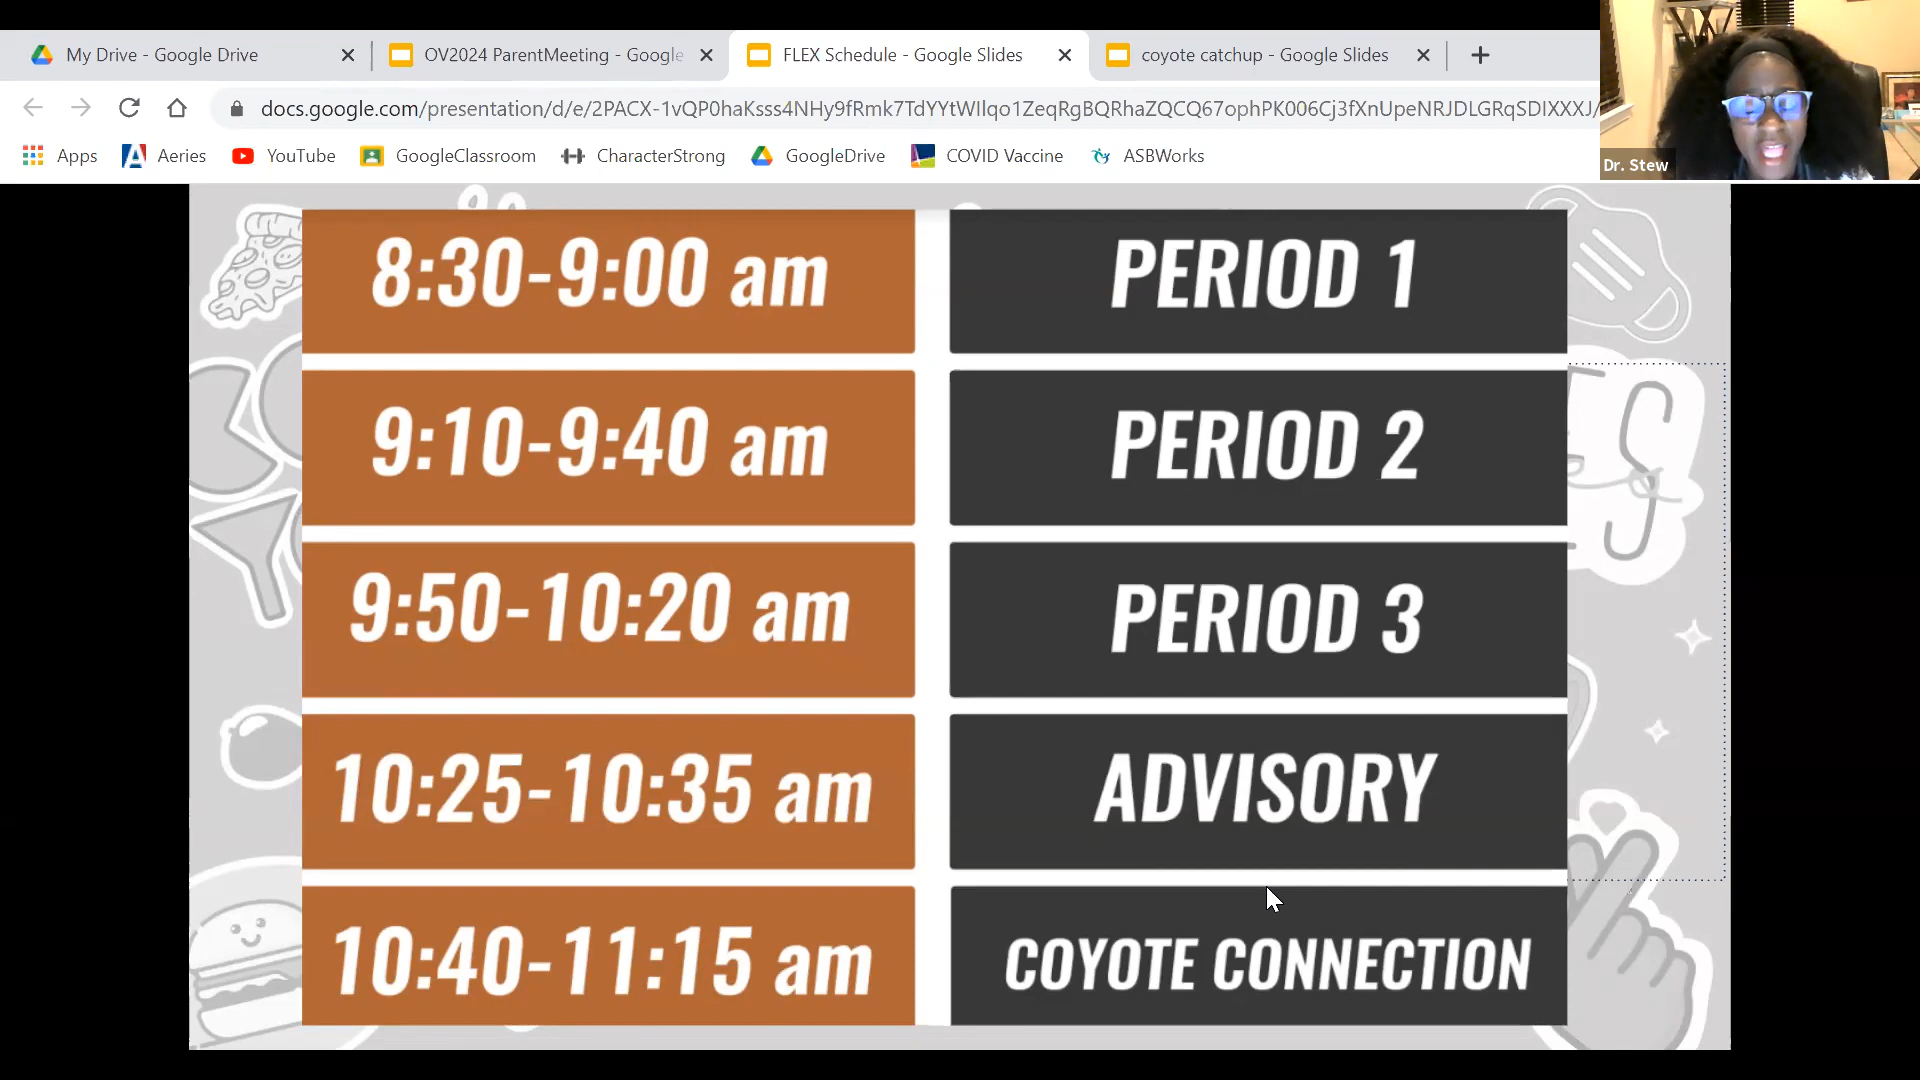 My Drive - Google Drive
OV2024 ParentMeeting - Google
FLEX Schedule - Google Slides
coyote catchup - Google Slides
docs.google.com/presentation/d/e/2PACX-1vQP0haKsss4NHy9fRmk7TdYYtWIlqo1ZeqRgBQRhaZQCQ67ophPK006Cj3fXnUpeNRJDLGRqSDIXXXJ/
Apps Aeries YouTube GoogleClassroom CharacterStrong GoogleDrive COVID Vaccine ASBWorks
Dr. Stew
8:30-9:00 am PERIOD 1
9:10-9:40 am PERIOD 2
9:50-10:20 am PERIOD 3
10:25-10:35 am ADVISORY
10:40-11:15 am COYOTE CONNECTION